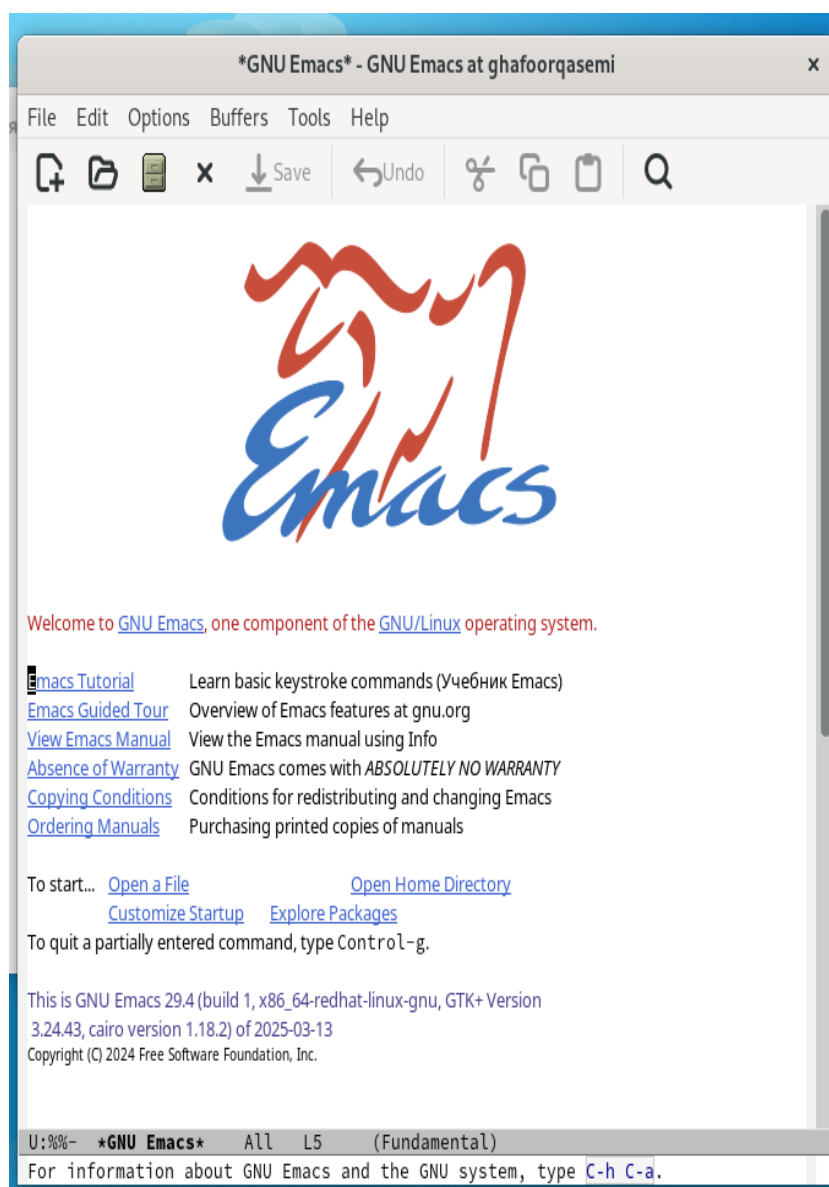 *GNU Emacs* - GNU Emacs at ghafoorqasemi x
File Edit Options Buffers Tools Help
Save Undo
Emacs
Welcome to GNU Emacs, one component of the GNU/Linux operating system.
Emacs Tutorial Learn basic keystroke commands (Учебник Emacs)
Emacs Guided Tour Overview of Emacs features at gnu.org
View Emacs Manual View the Emacs manual using Info
Absence of Warranty GNU Emacs comes with ABSOLUTELY NO WARRANTY
Copying Conditions Conditions for redistributing and changing Emacs
Ordering Manuals Purchasing printed copies of manuals
To start... Open a File Open Home Directory
Customize Startup Explore Packages
To quit a partially entered command, type Control-g.
This is GNU Emacs 29.4 (build 1, x86_64-redhat-linux-gnu, GTK+ Version
3.24.43, cairo version 1.18.2) of 2025-03-13
Copyright (C) 2024 Free Software Foundation, Inc.
U:%%- *GNU Emacs* All L5 (Fundamental)
For information about GNU Emacs and the GNU system, type C-h C-a.